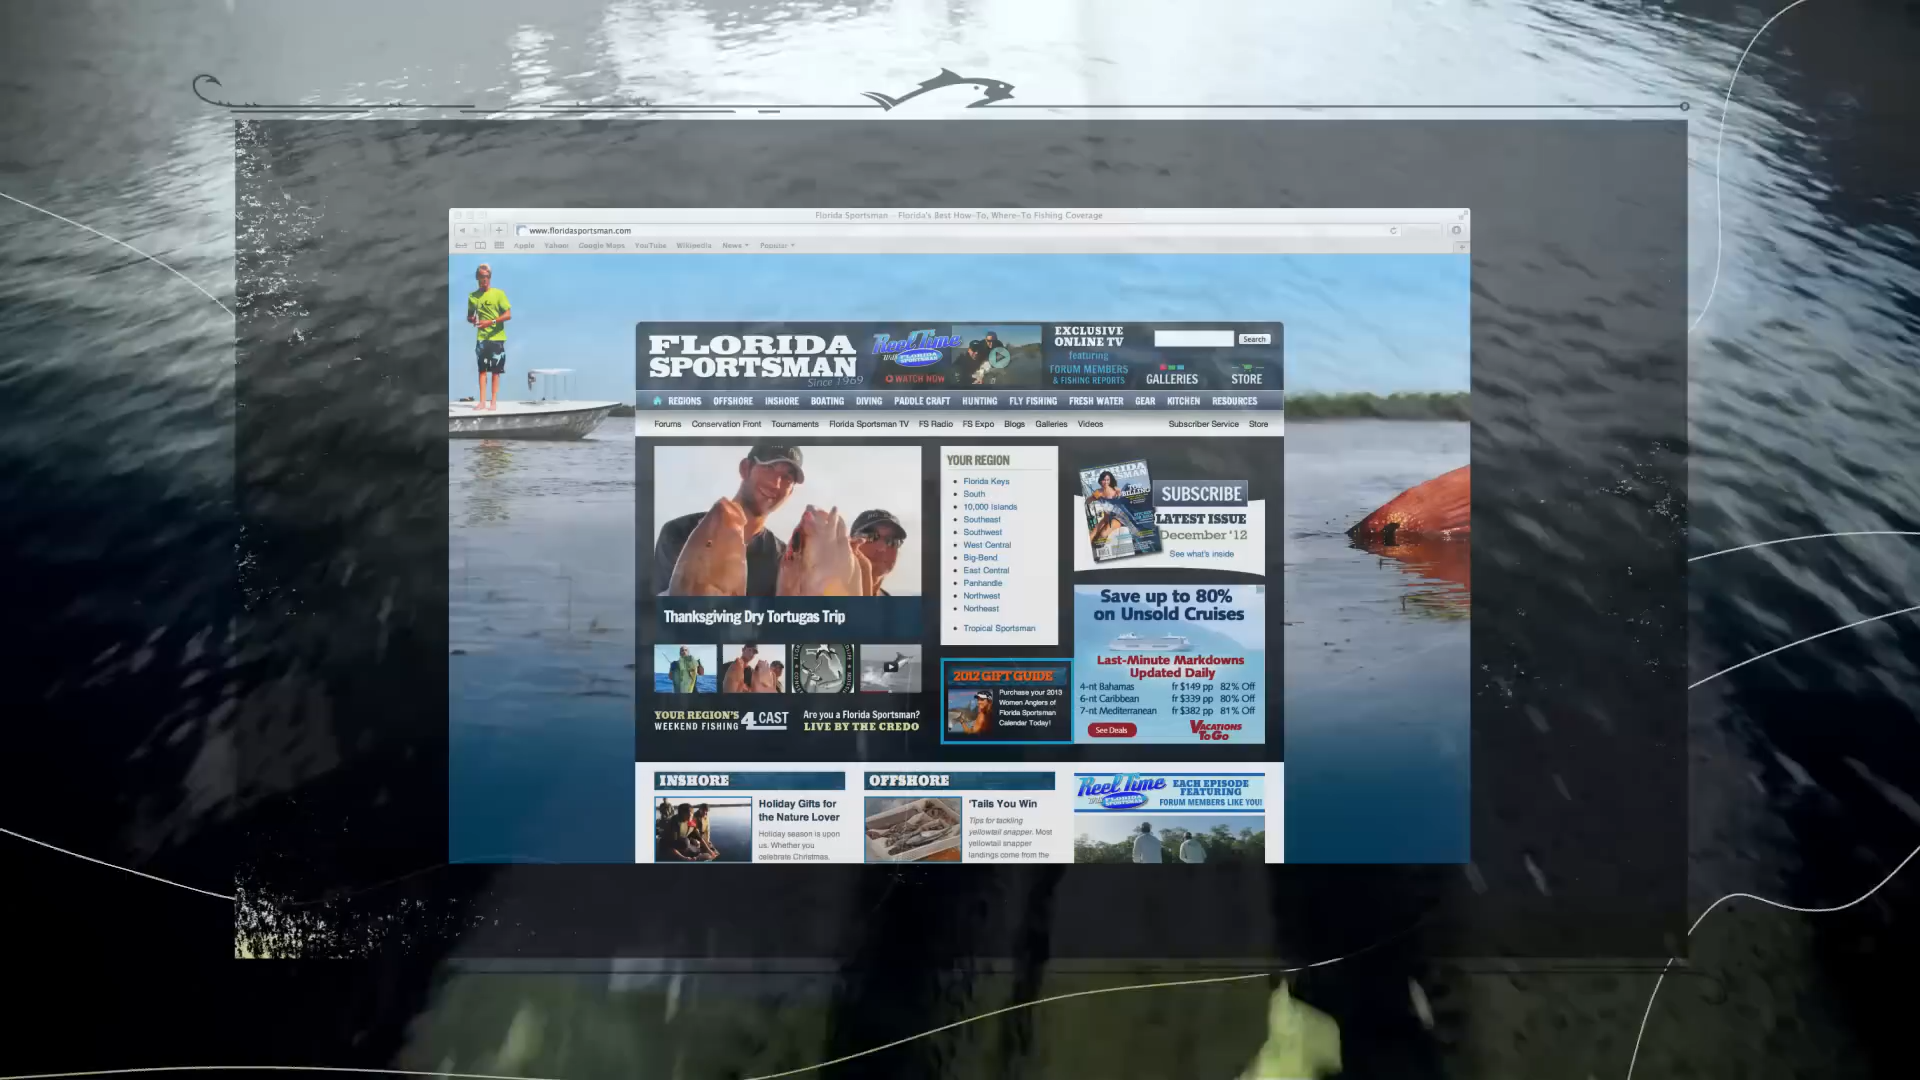 Florida Sportsman - Florida's Best How-To, Where-To Fishing Coverage
www.floridasportsman.com
Apple Yahoo! Google Maps YouTube Wikipedia News Popular
FLORIDA
SPORTSMAN
Since 1969
Reel Time
with FLORIDA SPORTSMAN
WATCH NOW
EXCLUSIVE
ONLINE TV
featuring
FORUM MEMBERS
& FISHING REPORTS
Search
GALLERIES
STORE
REGIONS OFFSHORE INSHORE BOATING DIVING PADDLE CRAFT HUNTING FLY FISHING FRESH WATER GEAR KITCHEN RESOURCES
Forums Conservation Front Tournaments Florida Sportsman TV FS Radio FS Expo Blogs Galleries Videos Subscriber Service Store
Thanksgiving Dry Tortugas Trip
YOUR REGION'S
WEEKEND FISHING 4CAST
Are you a Florida Sportsman?
LIVE BY THE CREDO
YOUR REGION
Florida Keys
South
10,000 Islands
Southeast
Southwest
West Central
Big-Bend
East Central
Panhandle
Northwest
Northeast
Tropical Sportsman
2012 GIFT GUIDE
Purchase your 2013
Women Anglers of
Florida Sportsman
Calendar Today!
FLORIDA
SPORTSMAN
SUBSCRIBE
LATEST ISSUE
December '12
See what's inside
Save up to 80%
on Unsold Cruises
Last-Minute Markdowns
Updated Daily
4-nt Bahamas fr $149 pp 82% Off
6-nt Caribbean fr $339 pp 80% Off
7-nt Mediterranean fr $382 pp 81% Off
See Deals
VACATIONS
To Go
INSHORE
Holiday Gifts for
the Nature Lover
Holiday season is upon
us. Whether you
celebrate Christmas,
OFFSHORE
'Tails You Win
Tips for tackling
yellowtail snapper. Most
yellowtail snapper
landings come from the
Reel Time
with FLORIDA SPORTSMAN
EACH EPISODE
FEATURING
FORUM MEMBERS LIKE YOU!